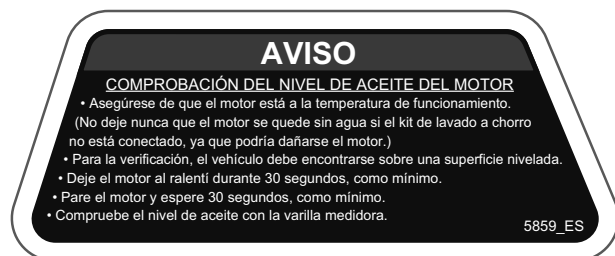 AVISO
COMPROBACIÓN DEL NIVEL DE ACEITE DEL MOTOR
• Asegúrese de que el motor está a la temperatura de funcionamiento.
(No deje nunca que el motor se quede sin agua si el kit de lavado a chorro
no está conectado, ya que podría dañarse el motor.)
• Para la verificación, el vehículo debe encontrarse sobre una superficie nivelada.
• Deje el motor al ralentí durante 30 segundos, como mínimo.
• Pare el motor y espere 30 segundos, como mínimo.
• Compruebe el nivel de aceite con la varilla medidora.
5859_ES